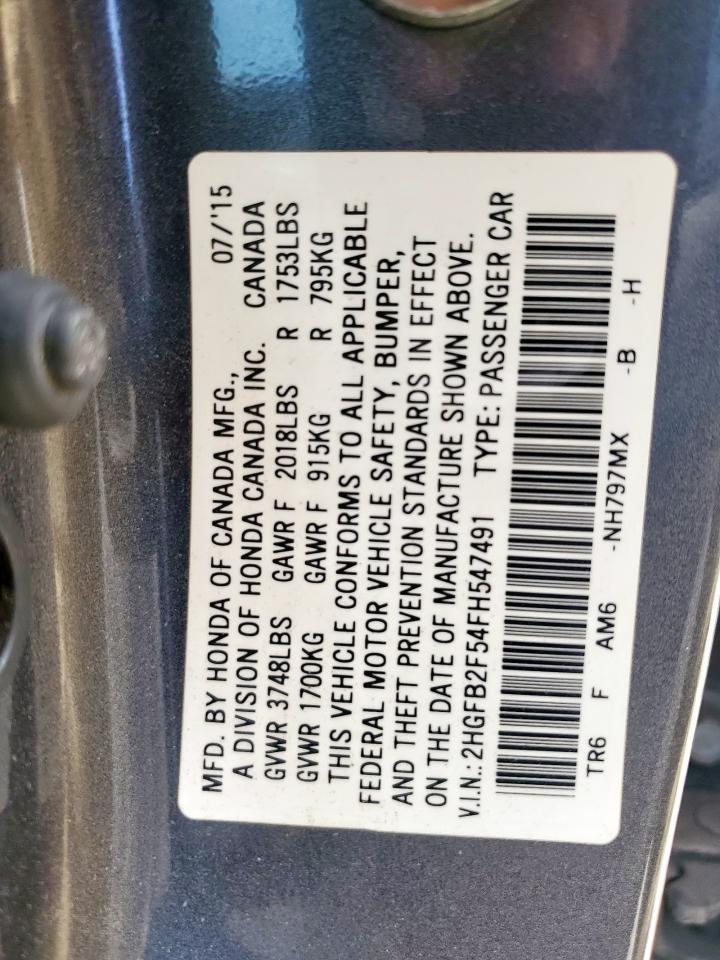 MFD. BY HONDA OF CANADA MFG., 07/'15
A DIVISION OF HONDA CANADA INC. CANADA
GVWR 3748LBS GAWR F 2018LBS R 1753LBS
GVWR 1700KG GAWR F 915KG R 795KG
THIS VEHICLE CONFORMS TO ALL APPLICABLE
FEDERAL MOTOR VEHICLE SAFETY, BUMPER,
AND THEFT PREVENTION STANDARDS IN EFFECT
ON THE DATE OF MANUFACTURE SHOWN ABOVE.
V.I.N.: 2HGFB2F54FH547491 TYPE: PASSENGER CAR
TR6 F AM6 -NH797MX -B -H